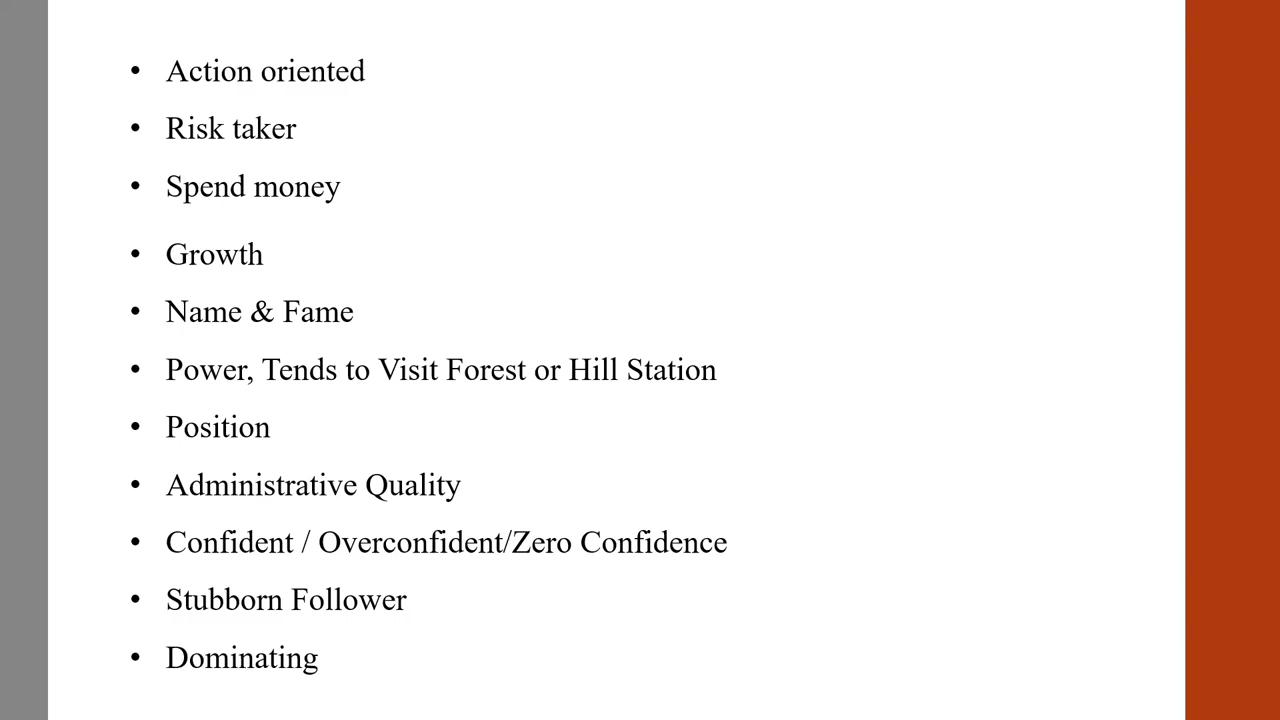 • Action oriented
• Risk taker
• Spend money
• Growth
• Name & Fame
• Power, Tends to Visit Forest or Hill Station
• Position
• Administrative Quality
• Confident / Overconfident/Zero Confidence
• Stubborn Follower
• Dominating